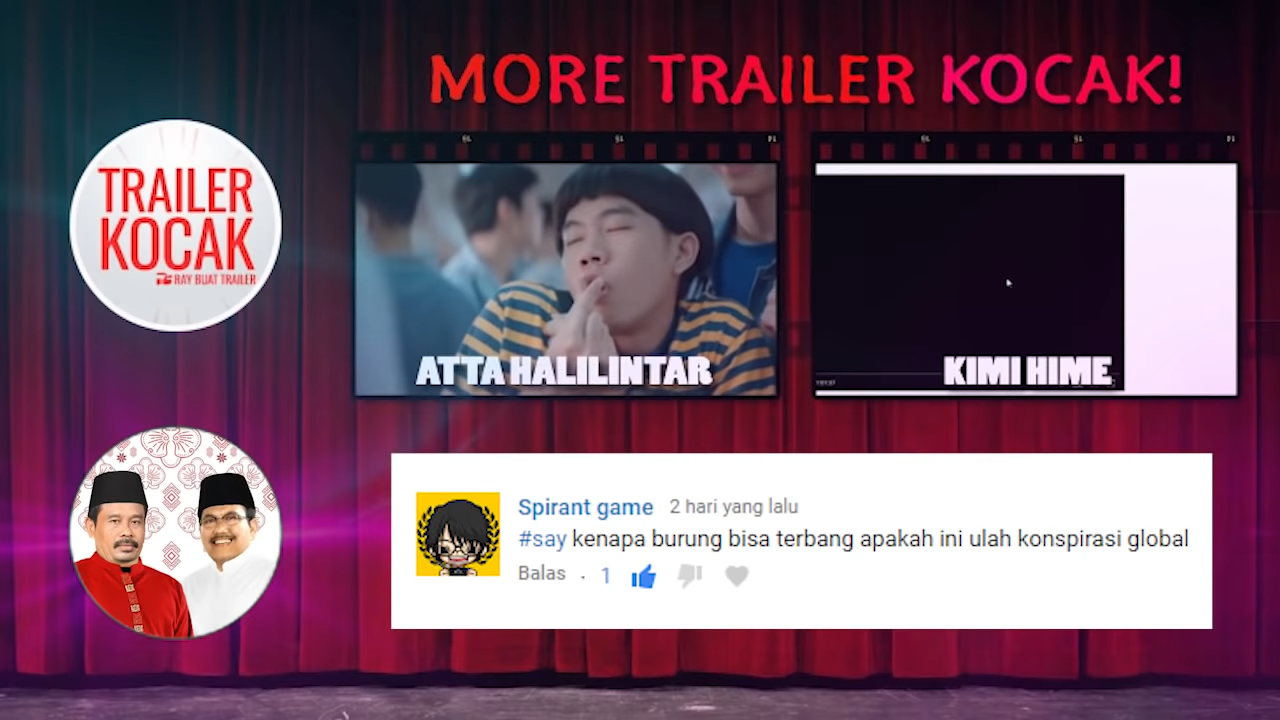 MORE TRAILER KOCAK!
TRAILER
KOCAK
RAY BUAT TRAILER
ATTA HALILINTAR
KIMI HIME
Spirant game 2 hari yang lalu
#say kenapa burung bisa terbang apakah ini ulah konspirasi global
Balas · 1